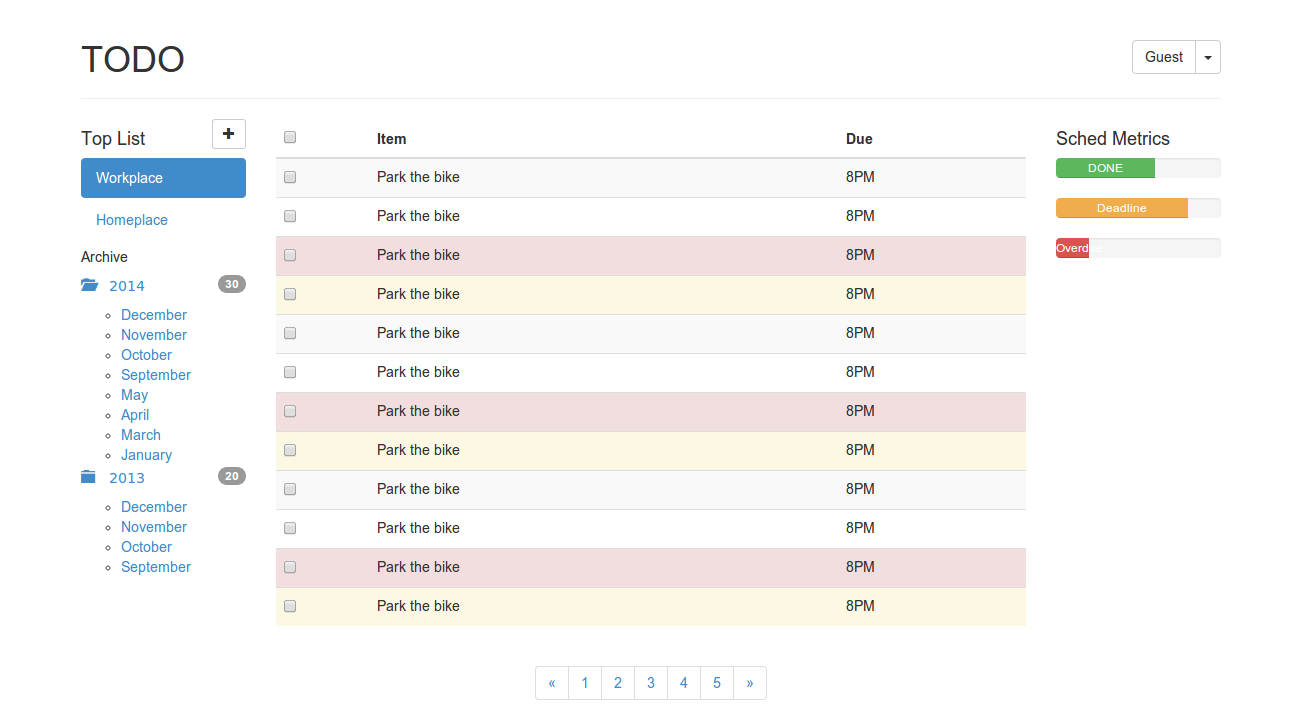 TODO
Guest
Top List
+
Workplace
Homeplace
Archive
2014 30
December
November
October
September
May
April
March
January
2013 20
December
November
October
September
Item Due
Park the bike 8PM
Park the bike 8PM
Park the bike 8PM
Park the bike 8PM
Park the bike 8PM
Park the bike 8PM
Park the bike 8PM
Park the bike 8PM
Park the bike 8PM
Park the bike 8PM
Park the bike 8PM
Park the bike 8PM
Sched Metrics
DONE
Deadline
Overdue
« 1 2 3 4 5 »